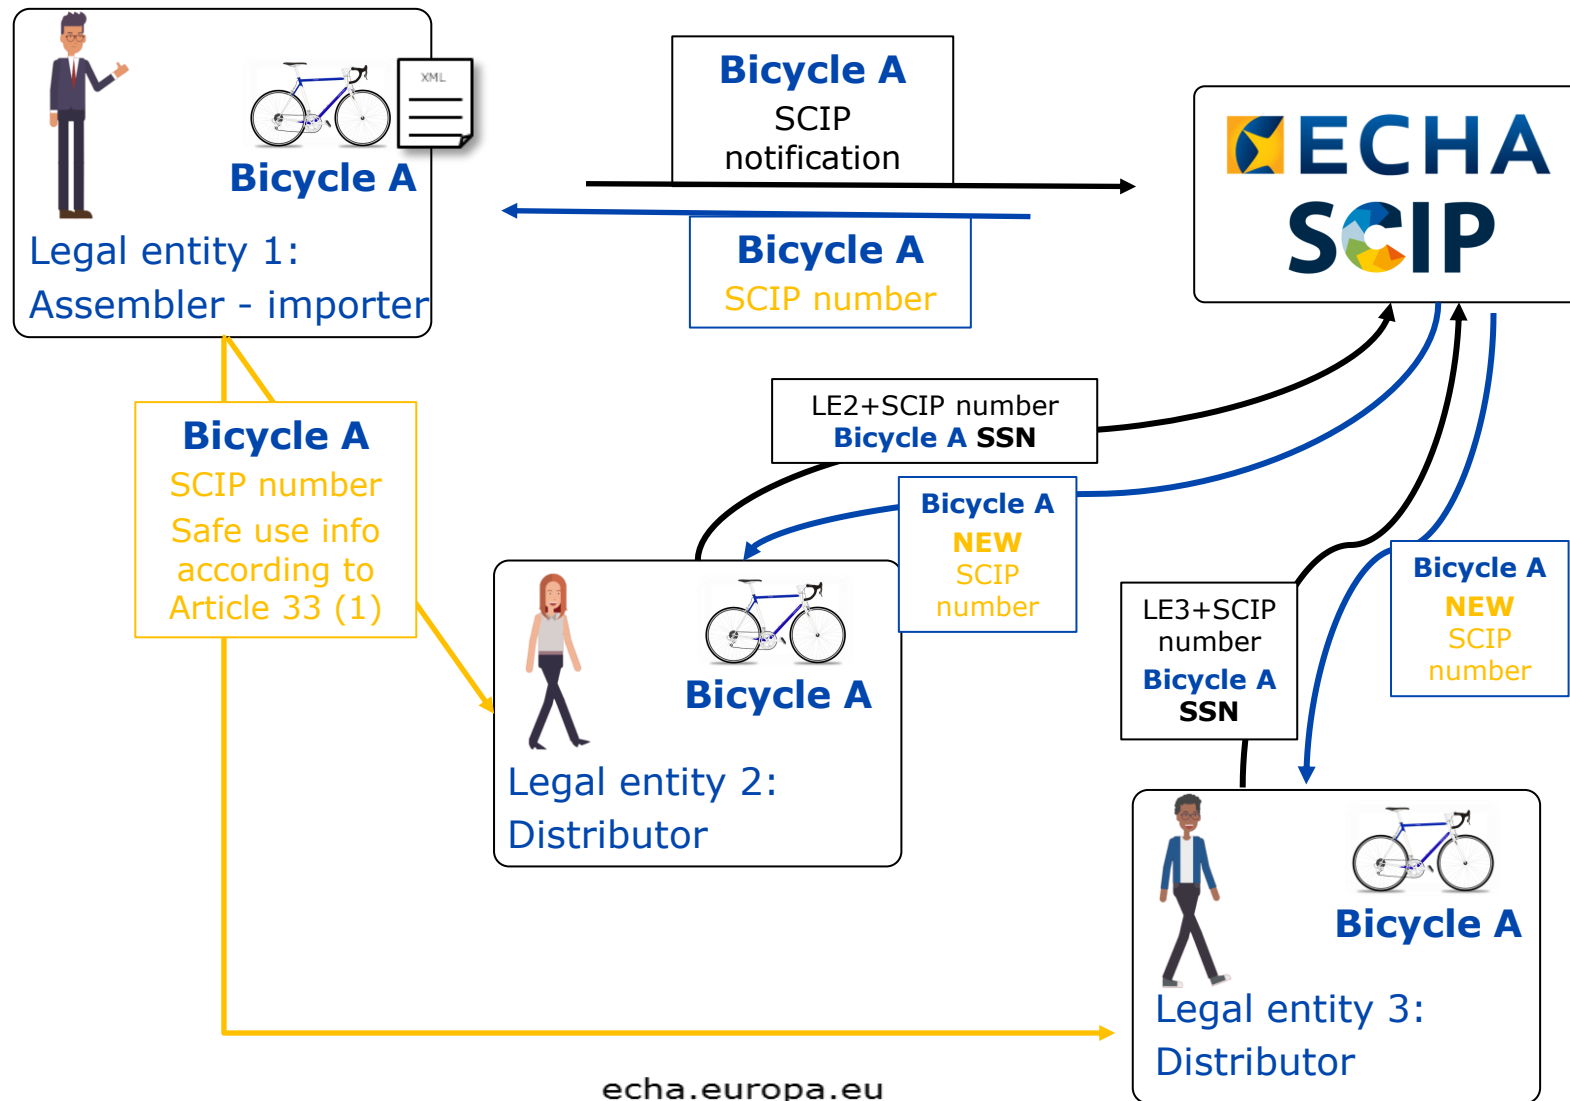 XML
Bicycle A
Legal entity 1:
Assembler - importer
Bicycle A
SCIP
notification
Bicycle A
SCIP number
ECHA
SCIP
Bicycle A
SCIP number
Safe use info
according to
Article 33 (1)
LE2+SCIP number
Bicycle A SSN
Bicycle A
NEW
SCIP
number
Bicycle A
Legal entity 2:
Distributor
LE3+SCIP
number
Bicycle A
SSN
Bicycle A
NEW
SCIP
number
Bicycle A
Legal entity 3:
Distributor
echa.europa.eu